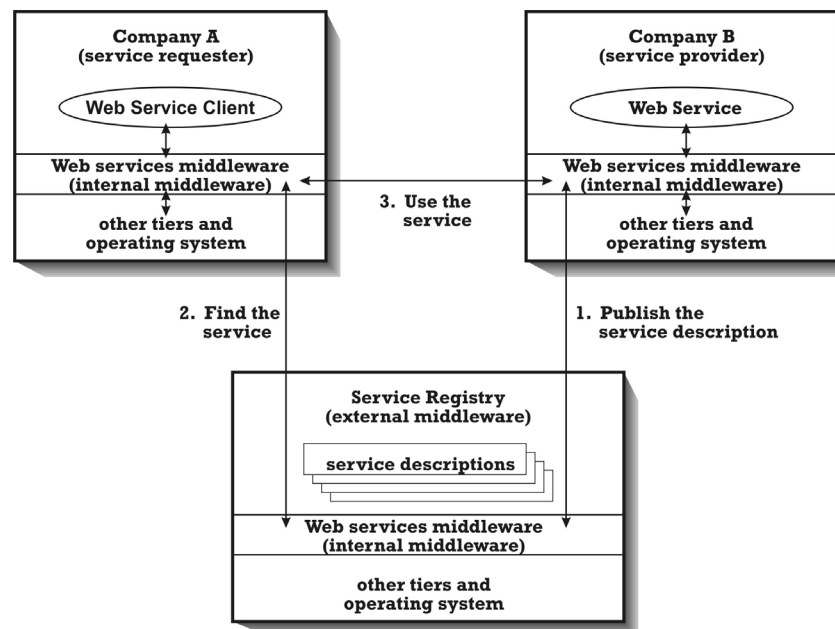 Company A
(service requester)
Web Service Client
Web services middleware
(internal middleware)
other tiers and
operating system
Company B
(service provider)
Web Service
Web services middleware
(internal middleware)
other tiers and
operating system
3. Use the
service
2. Find the
service
1. Publish the
service description
Service Registry
(external middleware)
service descriptions
Web services middleware
(internal middleware)
other tiers and
operating system